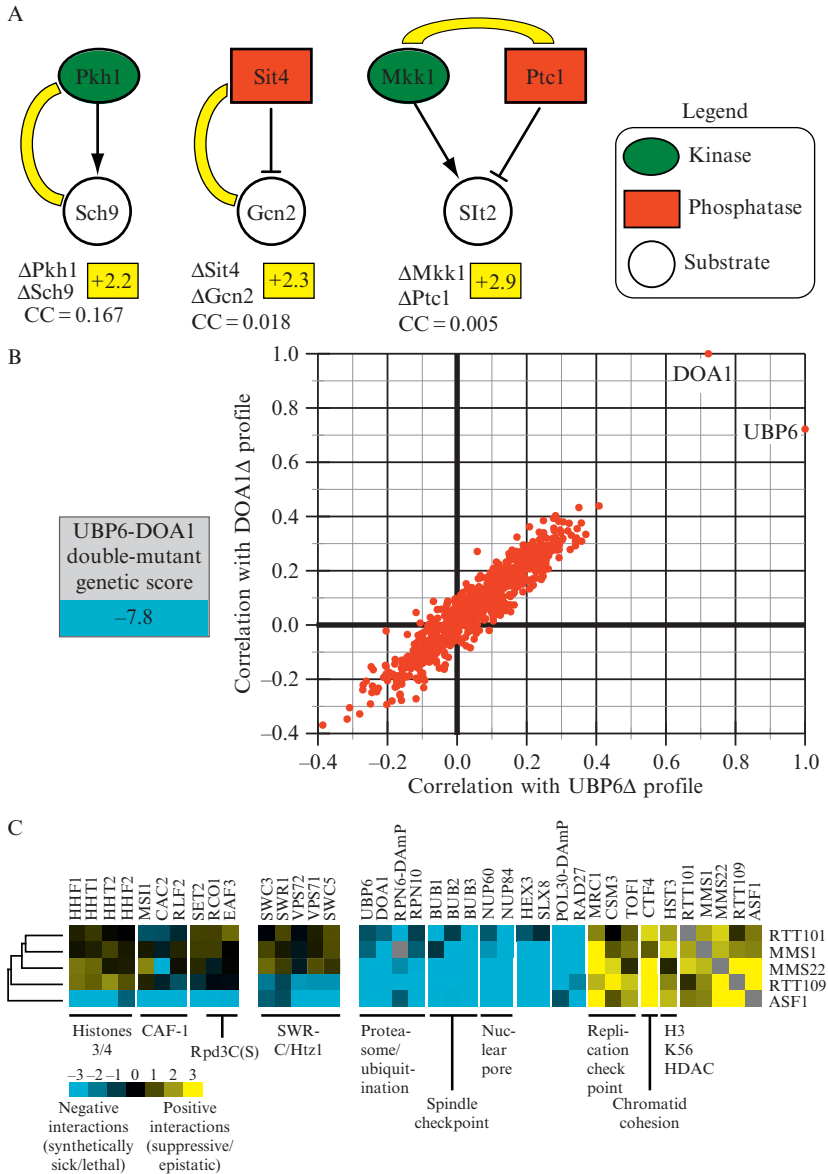 A
Pkh1
Sit4
Mkk1
Ptc1
Sch9
Gcn2
SIt2
Legend
Kinase
Phosphatase
Substrate
ΔPkh1
ΔSch9
+2.2
CC = 0.167
ΔSit4
ΔGcn2
+2.3
CC = 0.018
ΔMkk1
ΔPtc1
+2.9
CC = 0.005
B
UBP6-DOA1
double-mutant
genetic score
–7.8
Correlation with DOA1Δ profile
1.0
0.8
0.6
0.4
0.2
0.0
–0.2
–0.4
DOA1
UBP6
–0.4
–0.2
0.0
0.2
0.4
0.6
0.8
1.0
Correlation with UBP6Δ profile
C
HHF1
HHT1
HHT2
HHF2
MSI1
CAC2
RLF2
SET2
RCO1
EAF3
SWC3
SWR1
VPS72
VPS71
SWC5
UBP6
DOA1
RPN6-DAmP
RPN10
BUB1
BUB2
BUB3
NUP60
NUP84
HEX3
SLX8
POL30-DAmP
RAD27
MRC1
CSM3
TOF1
CTF4
HST3
RTT101
MMS1
MMS22
RTT109
ASF1
RTT101
MMS1
MMS22
RTT109
ASF1
Histones
3/4
CAF-1
Rpd3C(S)
SWR-
C/Htz1
Protea-
some/
ubiquit-
ination
Spindle
checkpoint
Nuc-
lear
pore
Repli-
cation
check
point
Chromatid
cohesion
H3
K56
HDAC
–3 –2 –1 0 1 2 3
Negative
interactions
(synthetically
sick/lethal)
Positive
interactions
(suppressive/
epistatic)